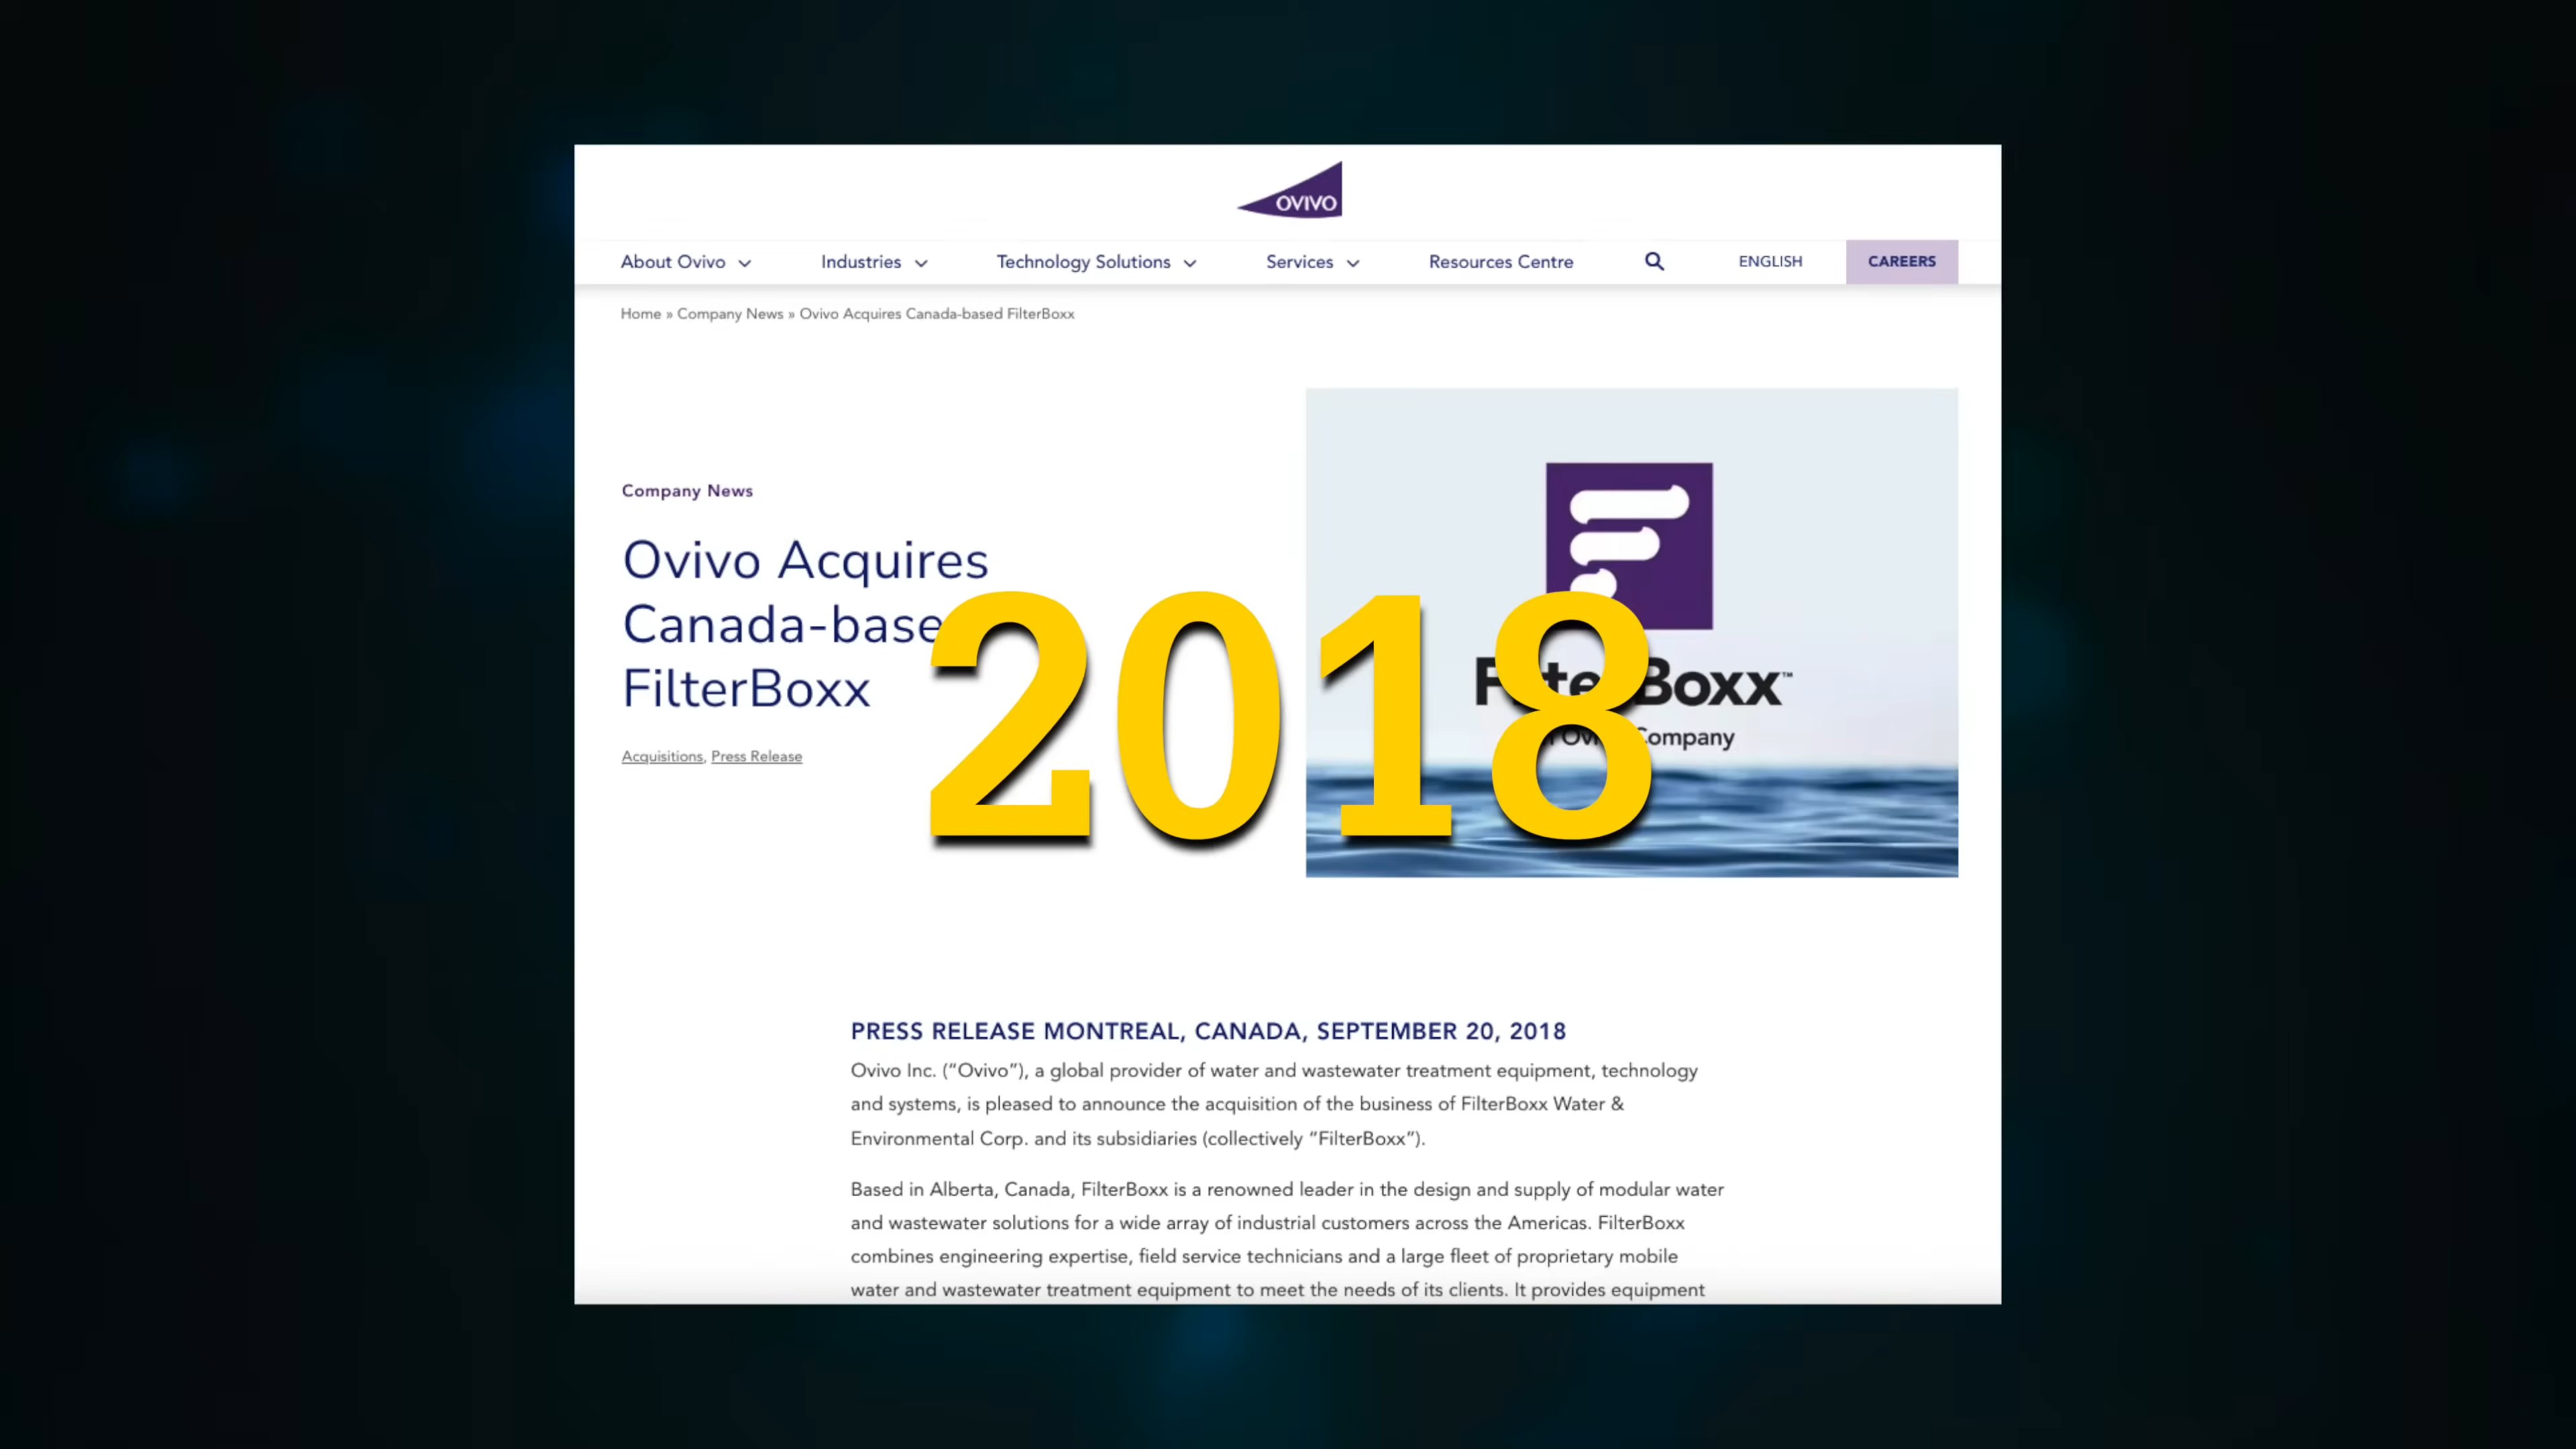 OVIVO
About Ovivo Industries Technology Solutions Services Resources Centre ENGLISH CAREERS
Home » Company News » Ovivo Acquires Canada-based FilterBoxx
Company News
Ovivo Acquires
Canada-base
FilterBoxx
Acquisitions, Press Release
2018
Boxx™
Company
PRESS RELEASE MONTREAL, CANADA, SEPTEMBER 20, 2018
Ovivo Inc. (“Ovivo”), a global provider of water and wastewater treatment equipment, technology
and systems, is pleased to announce the acquisition of the business of FilterBoxx Water &
Environmental Corp. and its subsidiaries (collectively “FilterBoxx”).
Based in Alberta, Canada, FilterBoxx is a renowned leader in the design and supply of modular water
and wastewater solutions for a wide array of industrial customers across the Americas. FilterBoxx
combines engineering expertise, field service technicians and a large fleet of proprietary mobile
water and wastewater treatment equipment to meet the needs of its clients. It provides equipment